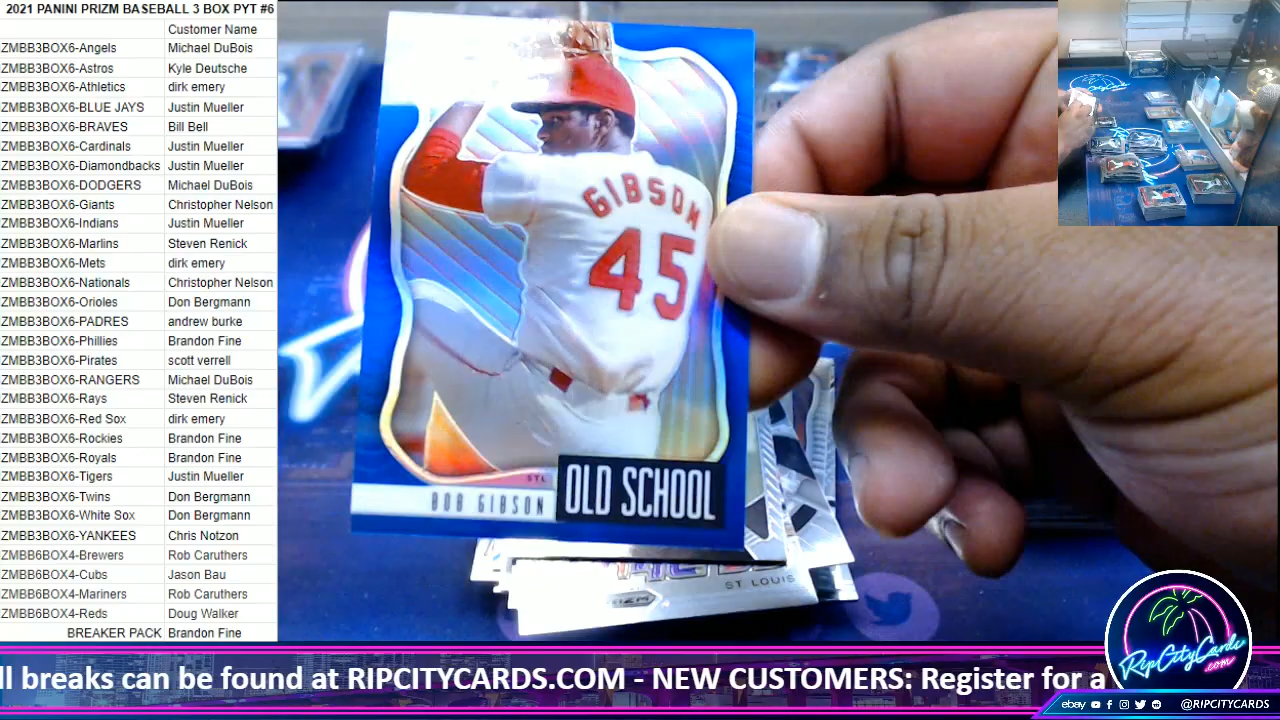 2021 PANINI PRIZM BASEBALL 3 BOX PYT #6
Customer Name
ZMBB3BOX6-Angels Michael DuBois
ZMBB3BOX6-Astros Kyle Deutsche
ZMBB3BOX6-Athletics dirk emery
ZMBB3BOX6-BLUE JAYS Justin Mueller
ZMBB3BOX6-BRAVES Bill Bell
ZMBB3BOX6-Cardinals Justin Mueller
ZMBB3BOX6-Diamondbacks Justin Mueller
ZMBB3BOX6-DODGERS Michael DuBois
ZMBB3BOX6-Giants Christopher Nelson
ZMBB3BOX6-Indians Justin Mueller
ZMBB3BOX6-Marlins Steven Renick
ZMBB3BOX6-Mets dirk emery
ZMBB3BOX6-Nationals Christopher Nelson
ZMBB3BOX6-Orioles Don Bergmann
ZMBB3BOX6-PADRES andrew burke
ZMBB3BOX6-Phillies Brandon Fine
ZMBB3BOX6-Pirates scott verrell
ZMBB3BOX6-RANGERS Michael DuBois
ZMBB3BOX6-Rays Steven Renick
ZMBB3BOX6-Red Sox dirk emery
ZMBB3BOX6-Rockies Brandon Fine
ZMBB3BOX6-Royals Brandon Fine
ZMBB3BOX6-Tigers Justin Mueller
ZMBB3BOX6-Twins Don Bergmann
ZMBB3BOX6-White Sox Don Bergmann
ZMBB3BOX6-YANKEES Chris Notzon
ZMBB6BOX4-Brewers Rob Caruthers
ZMBB6BOX4-Cubs Jason Bau
ZMBB6BOX4-Mariners Rob Caruthers
ZMBB6BOX4-Reds Doug Walker
BREAKER PACK Brandon Fine
GIBSON
45
STL
BOB GIBSON
OLD SCHOOL
ST LOUIS
ll breaks can be found at RIPCITYCARDS.COM - NEW CUSTOMERS: Register for a
RipCityCards
.com
ebay @RIPCITYCARDS